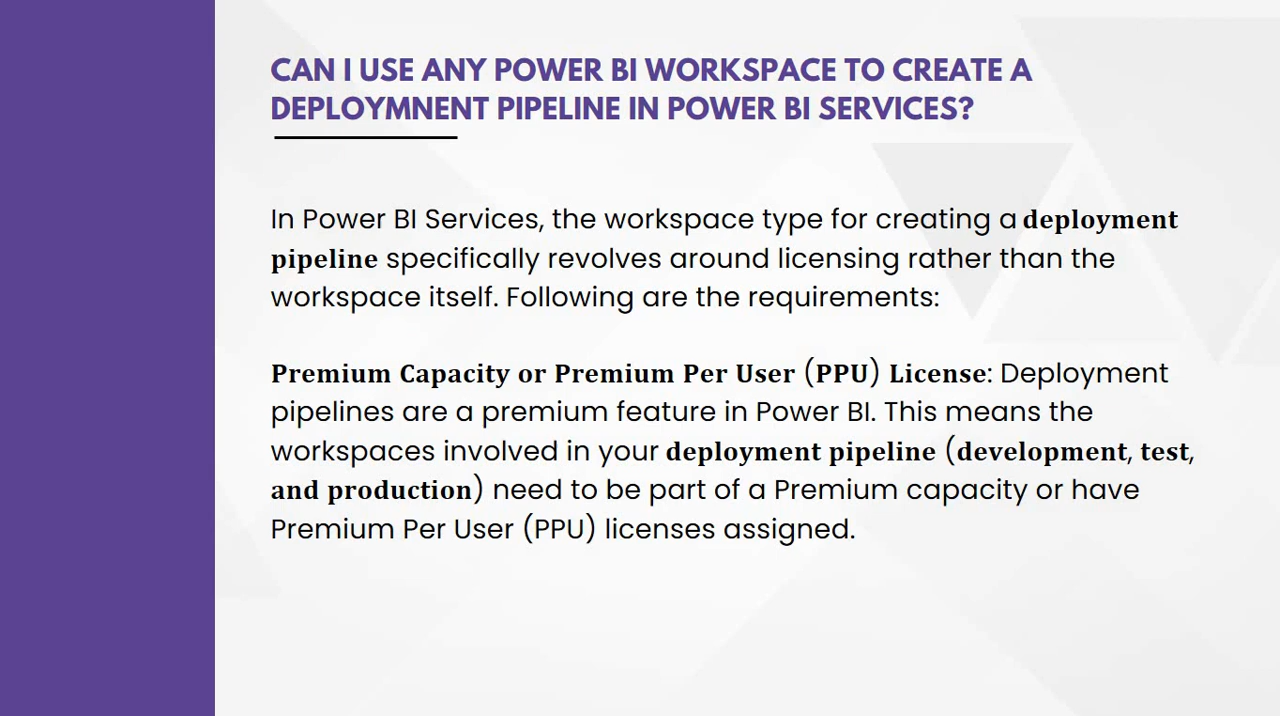 CAN I USE ANY POWER BI WORKSPACE TO CREATE A
DEPLOYMNENT PIPELINE IN POWER BI SERVICES?
In Power BI Services, the workspace type for creating a deployment
pipeline specifically revolves around licensing rather than the
workspace itself. Following are the requirements:
Premium Capacity or Premium Per User (PPU) License: Deployment
pipelines are a premium feature in Power BI. This means the
workspaces involved in your deployment pipeline (development, test,
and production) need to be part of a Premium capacity or have
Premium Per User (PPU) licenses assigned.